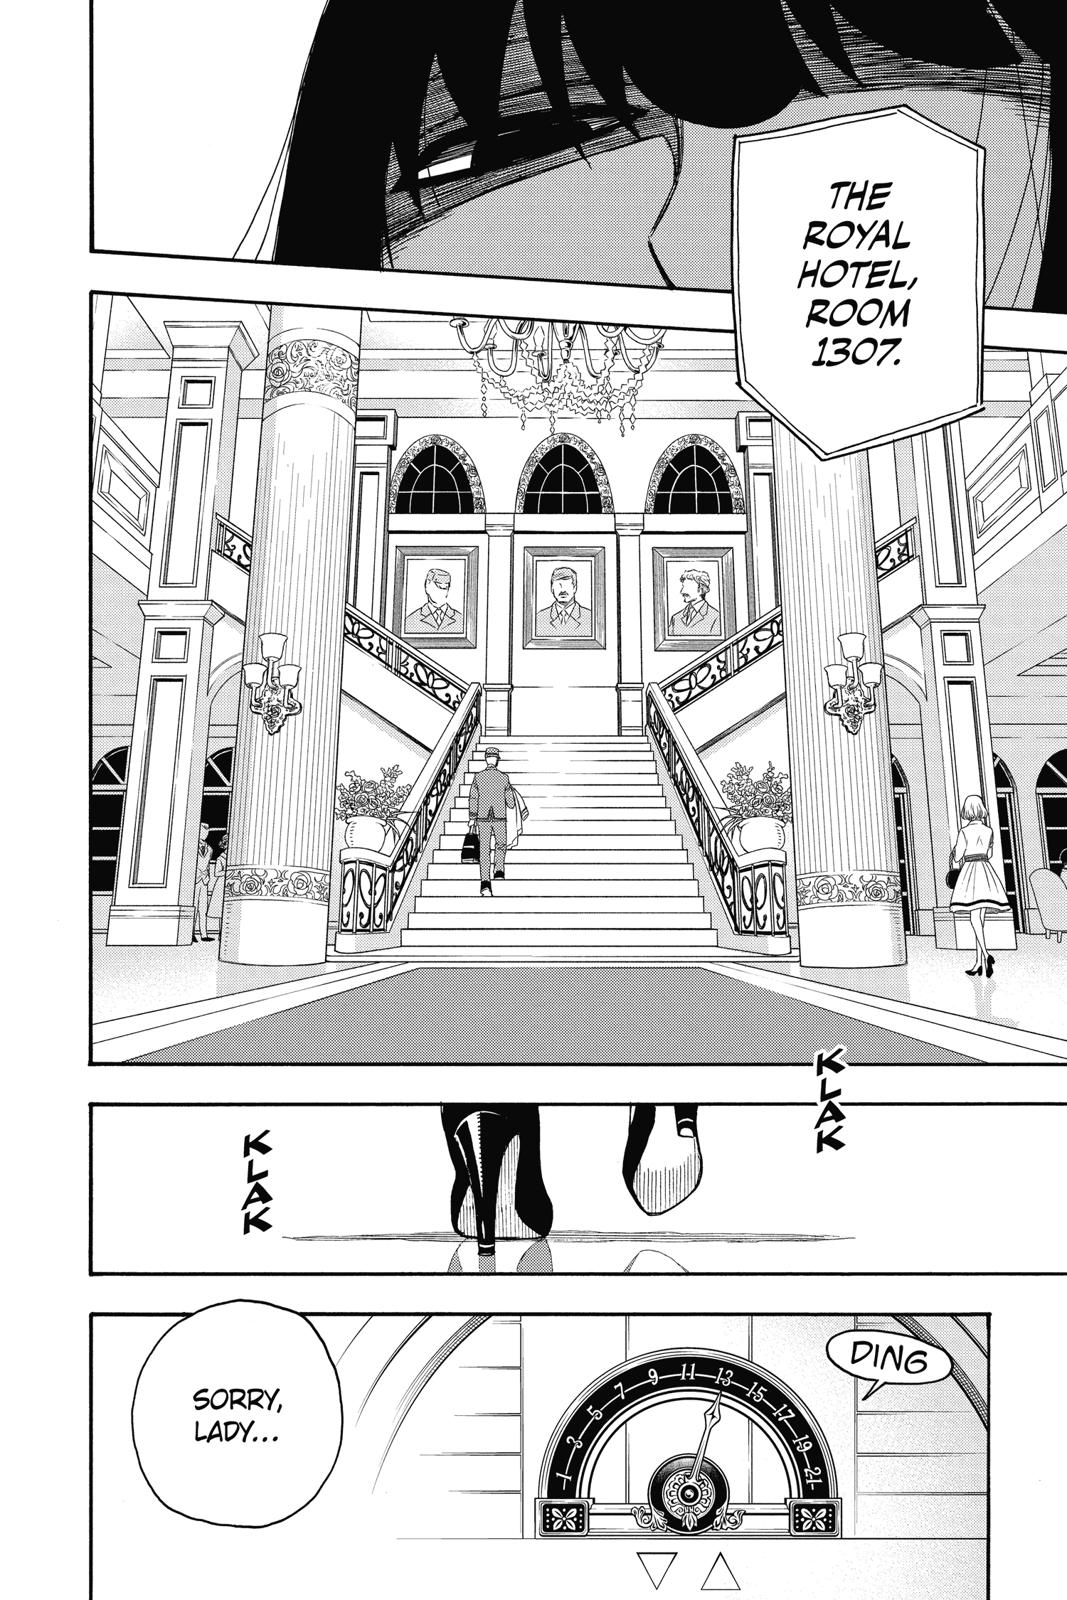 THE
ROYAL
HOTEL,
ROOM
1307.
KLAK
KLAK
DING
1 3 5 7 9 11 13 15 17 19 21
SORRY,
LADY...